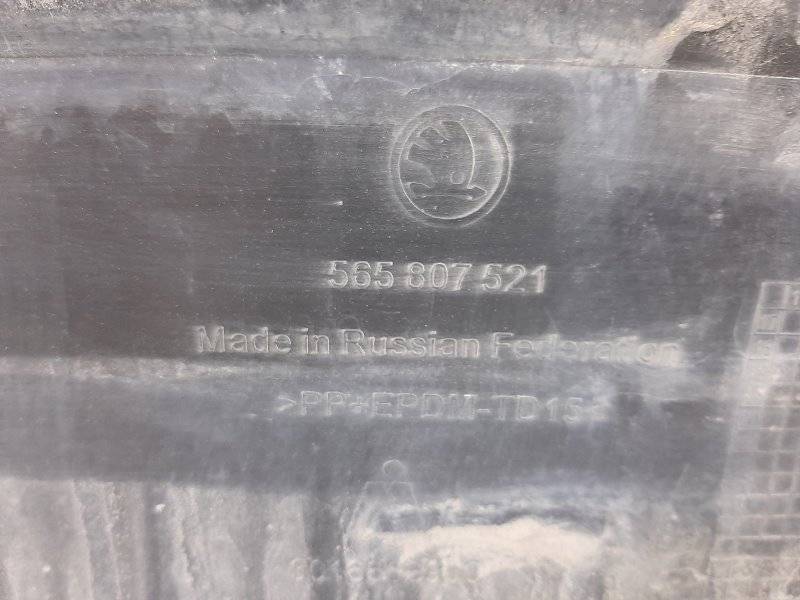 565 807 521
Made in Russian Federation
>PP+EPDM-TD15<